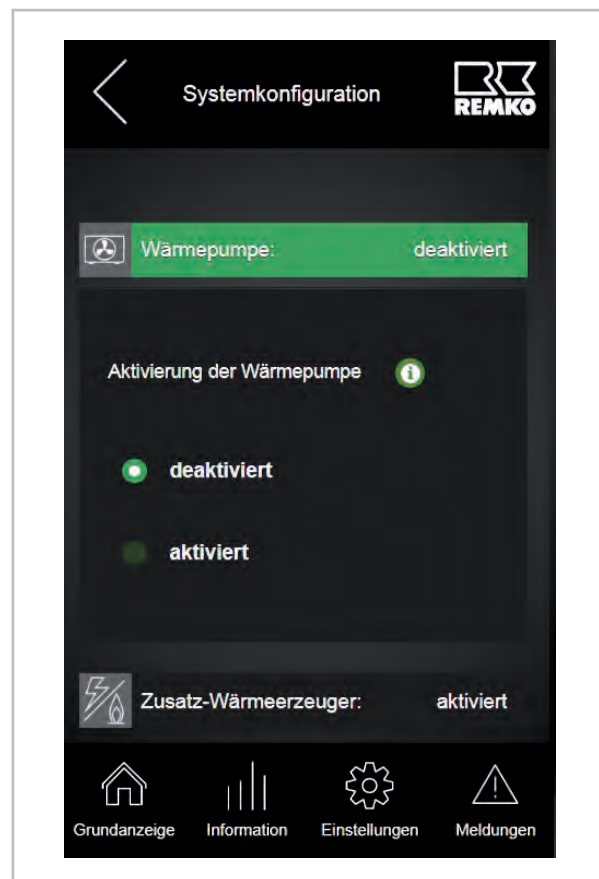 Systemkonfiguration
REMKO
Wärmepumpe: deaktiviert
Aktivierung der Wärmepumpe i
deaktiviert
aktiviert
Zusatz-Wärmeerzeuger: aktiviert
Grundanzeige Information Einstellungen Meldungen